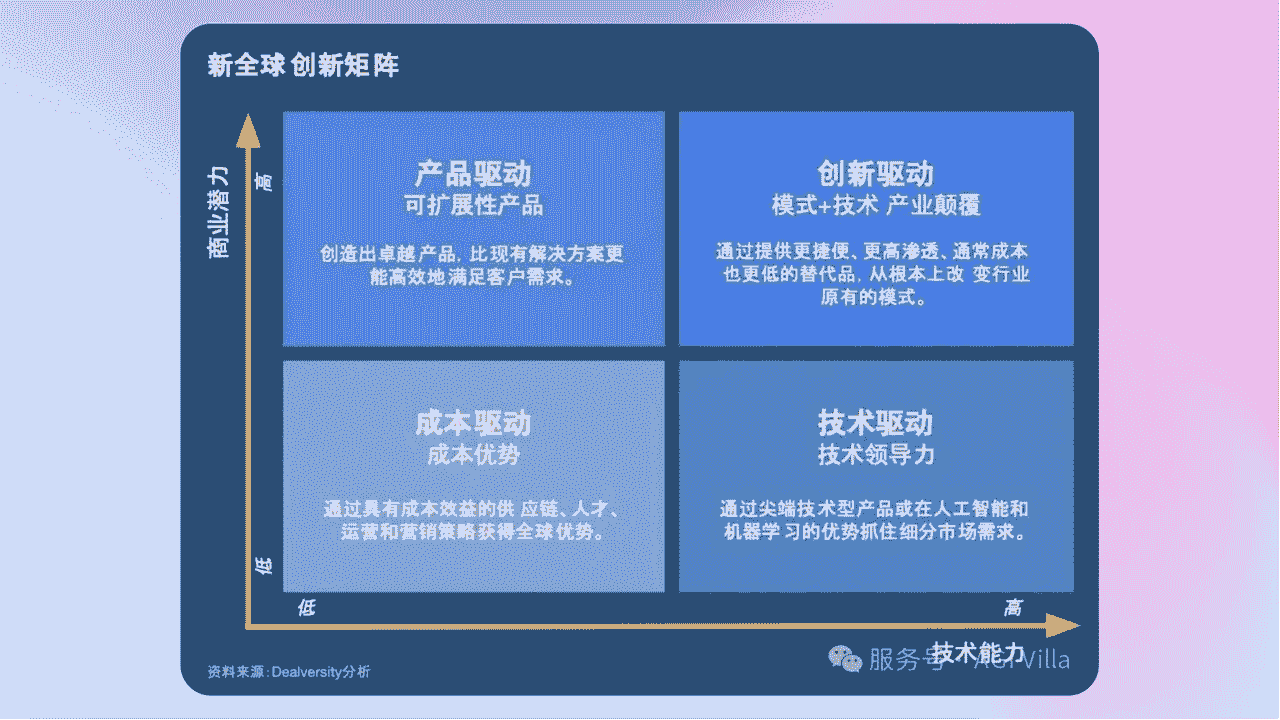 新全球创新矩阵
商业潜力
高
产品驱动
可扩展性产品
创造出卓越产品, 比现有解决方案更
能高效地满足客户需求。
创新驱动
模式+技术 产业颠覆
通过提供更捷便、更高渗透、通常成本
也更低的替代品, 从根本上改 变行业
原有的模式。
成本驱动
成本优势
通过具有成本效益的供 应链、人才、
运营和营销策略获得全球优势。
技术驱动
技术领导力
通过尖端技术型产品或在人工智能和
机器学习的优势抓住细分市场需求。
低
低
高
技术能力
资料来源:Dealversity分析
服务号 · AGI Villa